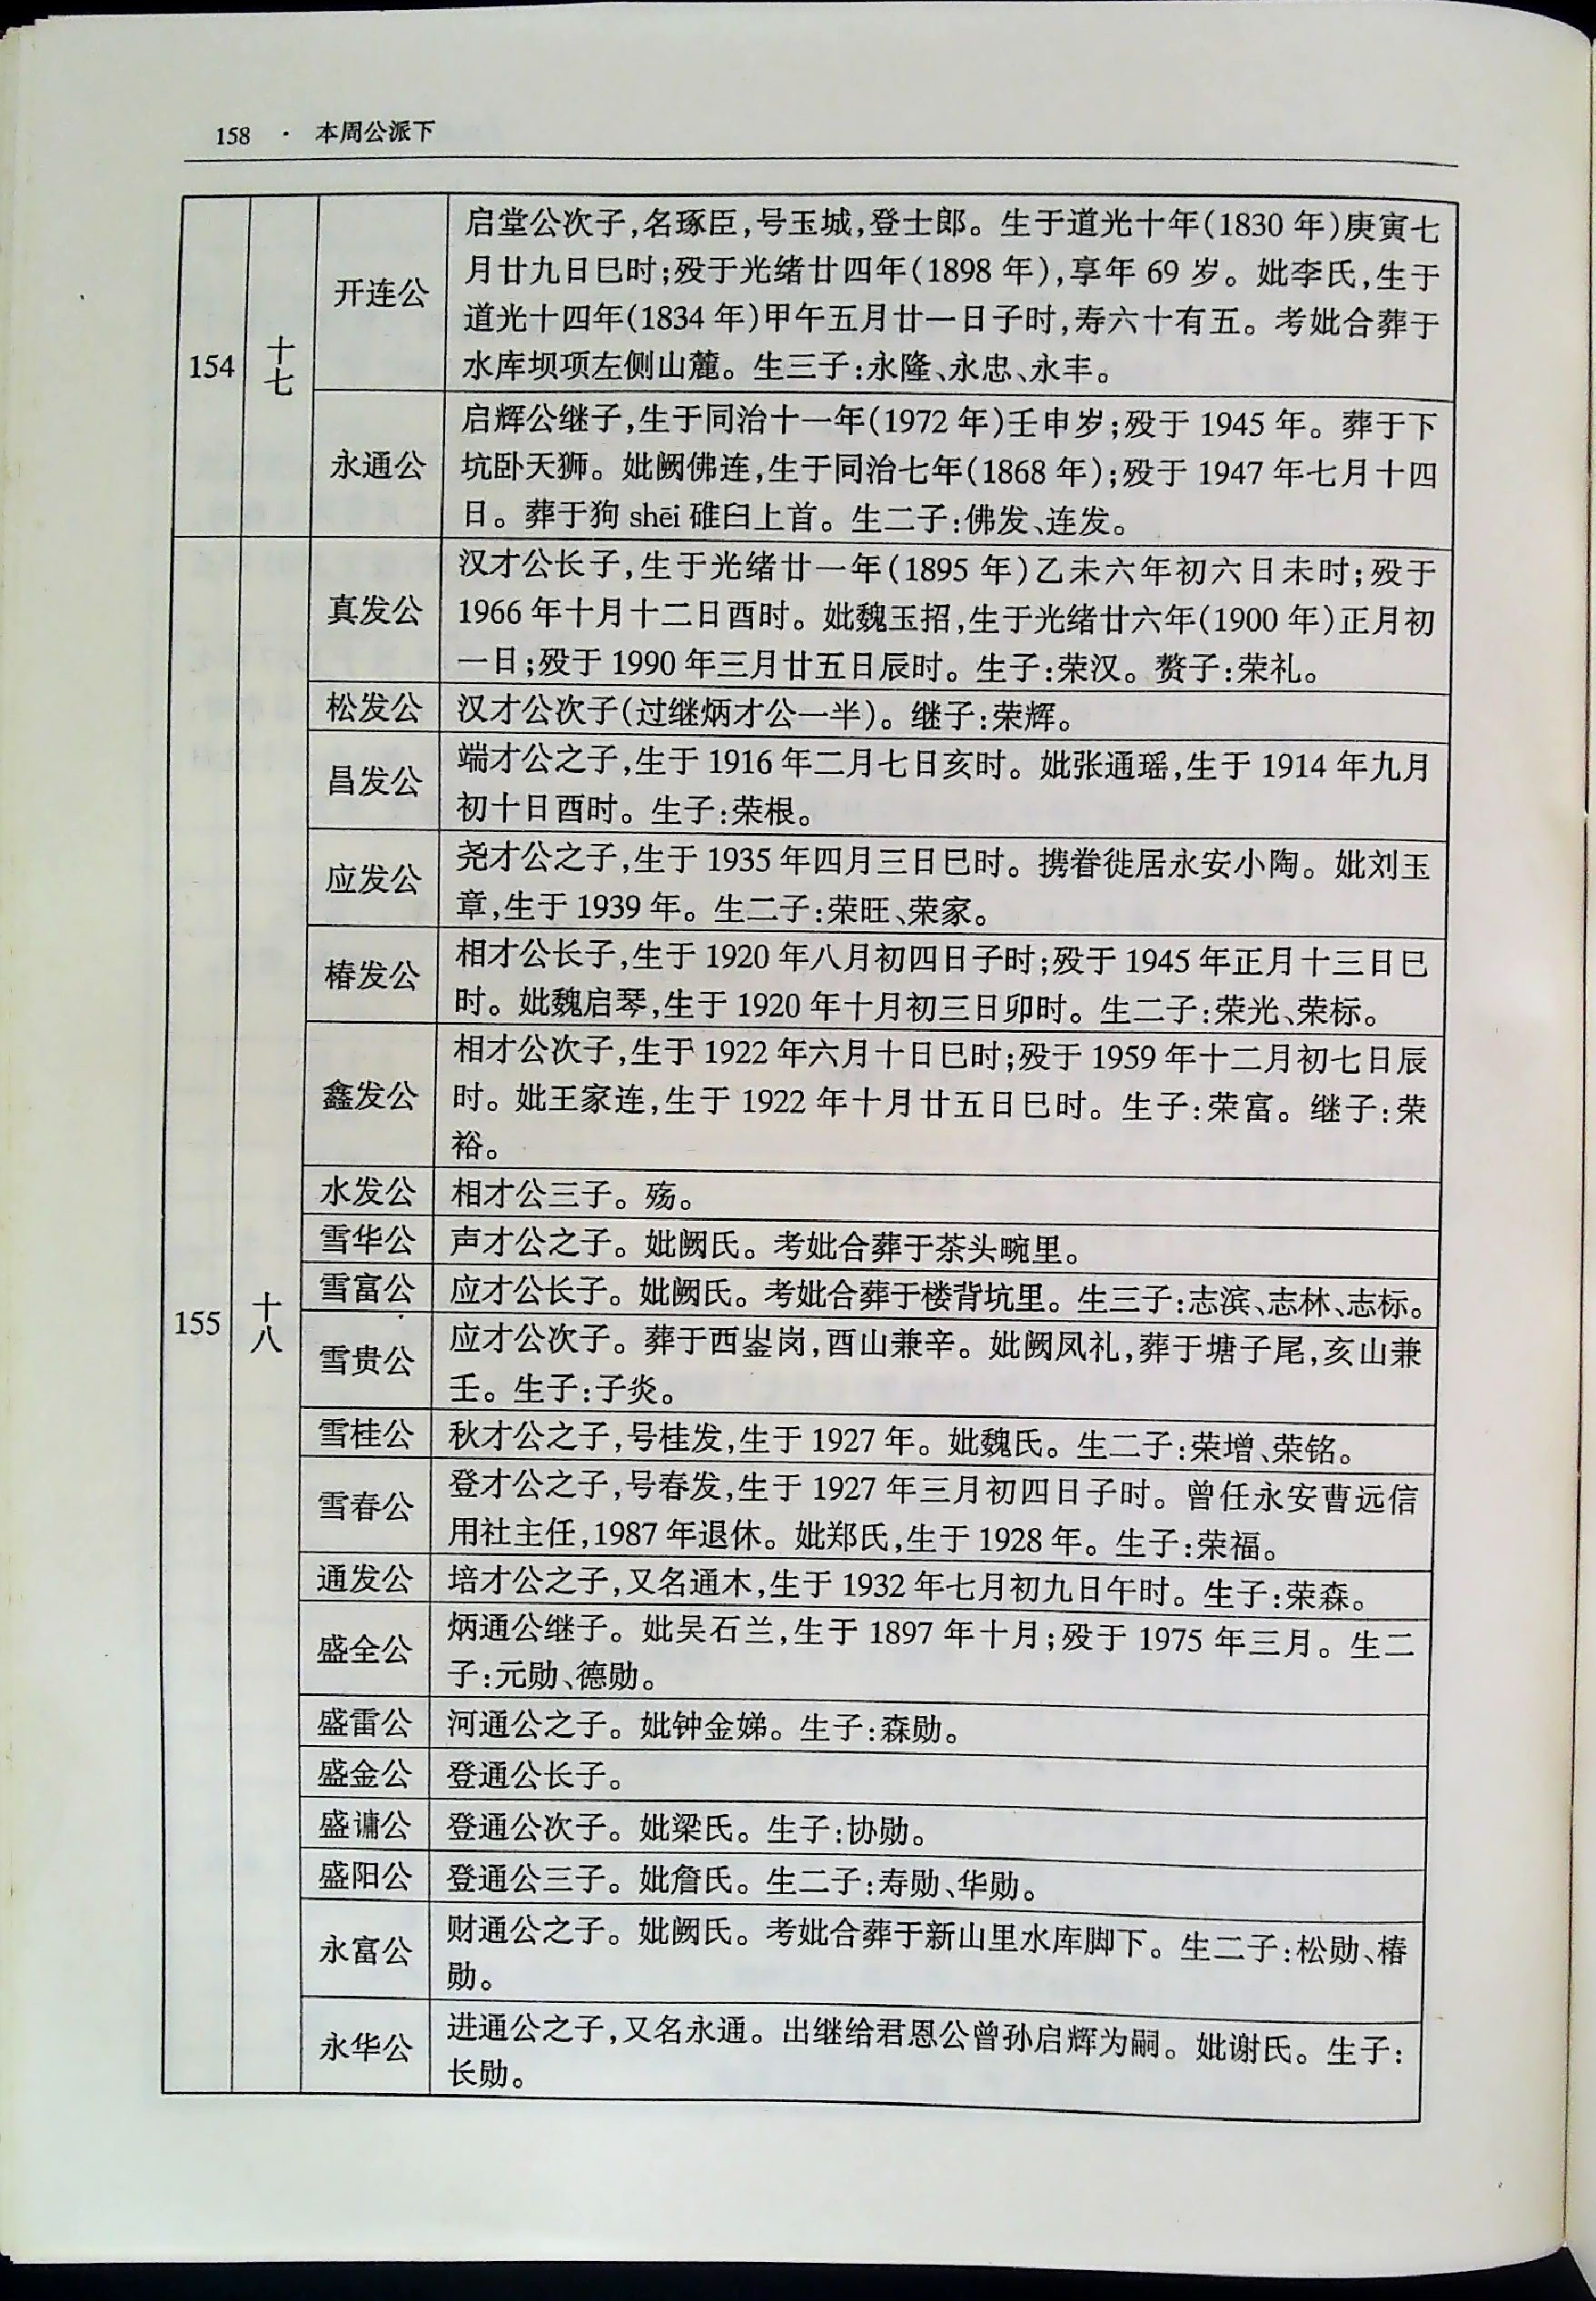 158 · 本周公派下
154
十七
开连公
启堂公次子,名琢臣,号玉城,登士郎。生于道光十年(1830 年)庚寅七
月廿九日巳时;殁于光绪廿四年(1898 年),享年 69 岁。妣李氏,生于
道光十四年(1834 年)甲午五月廿一日子时,寿六十有五。考妣合葬于
水库坝项左侧山麓。生三子:永隆、永忠、永丰。
永通公
启辉公继子,生于同治十一年(1972 年)壬申岁;殁于 1945 年。葬于下
坑卧天狮。妣阙佛连,生于同治七年(1868 年);殁于 1947 年七月十四
日。葬于狗 shēi 碓臼上首。生二子:佛发、连发。
155
十八
真发公
汉才公长子,生于光绪廿一年(1895 年)乙未六年初六日未时;殁于
1966 年十月十二日酉时。妣魏玉招,生于光绪廿六年(1900 年)正月初
一日;殁于 1990 年三月廿五日辰时。生子:荣汉。赘子:荣礼。
松发公
汉才公次子(过继炳才公一半)。继子:荣辉。
昌发公
端才公之子,生于 1916 年二月七日亥时。妣张通瑶,生于 1914 年九月
初十日酉时。生子:荣根。
应发公
尧才公之子,生于 1935 年四月三日巳时。携眷徙居永安小陶。妣刘玉
章,生于 1939 年。生二子:荣旺、荣家。
椿发公
相才公长子,生于 1920 年八月初四日子时;殁于 1945 年正月十三日巳
时。妣魏启琴,生于 1920 年十月初三日卯时。生二子:荣光、荣标。
鑫发公
相才公次子,生于 1922 年六月十日巳时;殁于 1959 年十二月初七日辰
时。妣王家连,生于 1922 年十月廿五日巳时。生子:荣富。继子:荣
裕。
水发公
相才公三子。殇。
雪华公
声才公之子。妣阙氏。考妣合葬于茶头畹里。
雪富公
应才公长子。妣阙氏。考妣合葬于楼背坑里。生三子:志滨、志林、志标。
雪贵公
应才公次子。葬于西崟岗,酉山兼辛。妣阙凤礼,葬于塘子尾,亥山兼
壬。生子:子炎。
雪桂公
秋才公之子,号桂发,生于 1927 年。妣魏氏。生二子:荣增、荣铭。
雪春公
登才公之子,号春发,生于 1927 年三月初四日子时。曾任永安曹远信
用社主任,1987 年退休。妣郑氏,生于 1928 年。生子:荣福。
通发公
培才公之子,又名通木,生于 1932 年七月初九日午时。生子:荣森。
盛全公
炳通公继子。妣吴石兰,生于 1897 年十月;殁于 1975 年三月。生二
子:元勋、德勋。
盛雷公
河通公之子。妣钟金娣。生子:森勋。
盛金公
登通公长子。
盛谪公
登通公次子。妣梁氏。生子:协勋。
盛阳公
登通公三子。妣詹氏。生二子:寿勋、华勋。
永富公
财通公之子。妣阙氏。考妣合葬于新山里水库脚下。生二子:松勋、椿
勋。
永华公
进通公之子,又名永通。出继给君恩公曾孙启辉为嗣。妣谢氏。生子:
长勋。